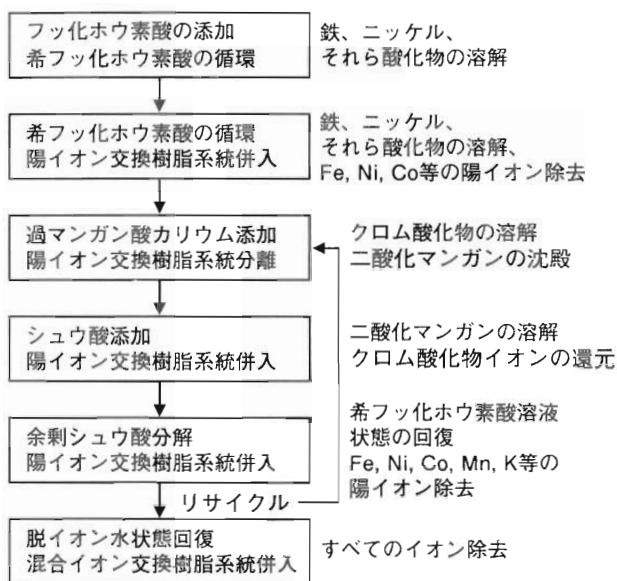 フッ化ホウ素酸の添加
希フッ化ホウ素酸の循環
鉄、ニッケル、
それら酸化物の溶解
希フッ化ホウ素酸の循環
陽イオン交換樹脂系統併入
鉄、ニッケル、
それら酸化物の溶解、
Fe, Ni, Co等の陽イオン除去
過マンガン酸カリウム添加
陽イオン交換樹脂系統分離
クロム酸化物の溶解
二酸化マンガンの沈殿
シュウ酸添加
陽イオン交換樹脂系統併入
二酸化マンガンの溶解
クロム酸化物イオンの還元
余剰シュウ酸分解
陽イオン交換樹脂系統併入
希フッ化ホウ素酸溶液
状態の回復
Fe, Ni, Co, Mn, K等の
陽イオン除去
リサイクル
脱イオン水状態回復
混合イオン交換樹脂系統併入
すべてのイオン除去